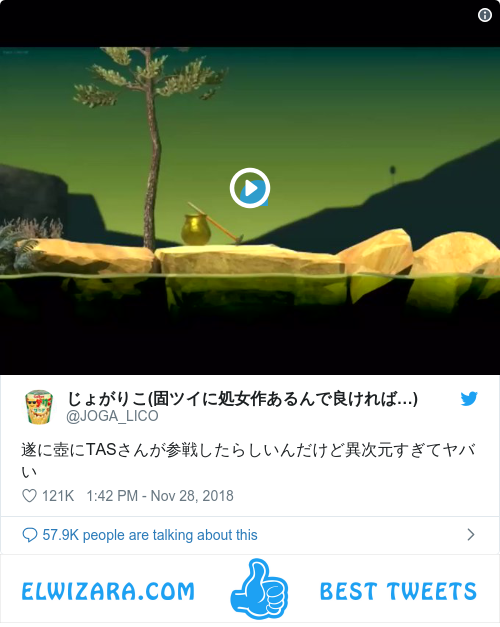 じょがりこ(固ツイに処女作あるんで良ければ…)
@JOGA_LICO
遂に壺にTASさんが参戦したらしいんだけど異次元すぎてヤバ
い
121K 1:42 PM - Nov 28, 2018
57.9K people are talking about this
ELWIZARA.COM BEST TWEETS